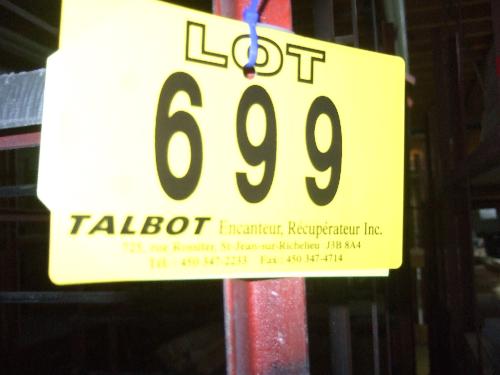 LOT
699
TALBOT Encanteur, Récupérateur Inc.
725, rue Rossiter, St-Jean-sur-Richelieu J3B 8A4
Tél.: 450-347-2233 Fax: 450-347-4714